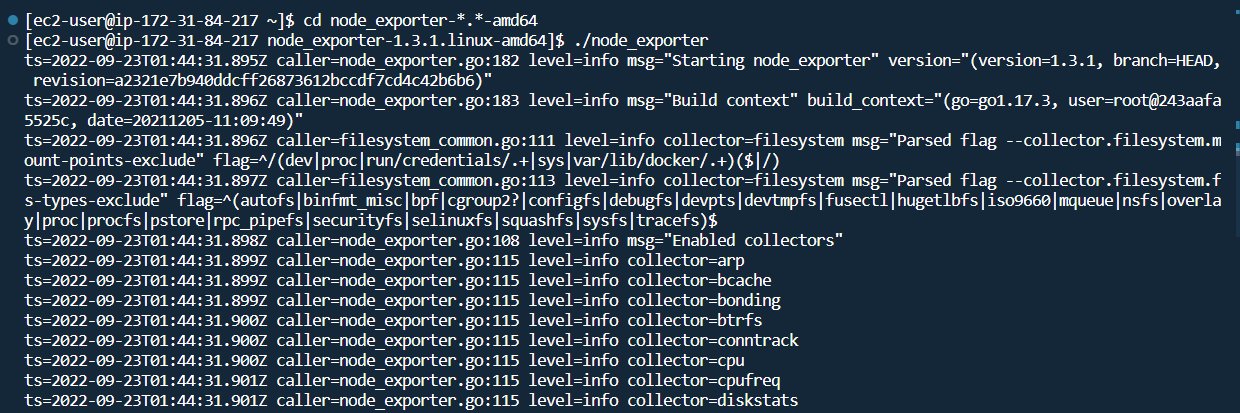 [ec2-user@ip-172-31-84-217 ~]$ cd node_exporter-*.*-amd64
[ec2-user@ip-172-31-84-217 node_exporter-1.3.1.linux-amd64]$ ./node_exporter
ts=2022-09-23T01:44:31.895Z caller=node_exporter.go:182 level=info msg="Starting node_exporter" version="(version=1.3.1, branch=HEAD,
revision=a2321e7b940ddcff26873612bccdf7cd4c42b6b6)"
ts=2022-09-23T01:44:31.896Z caller=node_exporter.go:183 level=info msg="Build context" build_context="(go=go1.17.3, user=root@243aafa
5525c, date=20211205-11:09:49)"
ts=2022-09-23T01:44:31.896Z caller=filesystem_common.go:111 level=info collector=filesystem msg="Parsed flag --collector.filesystem.m
ount-points-exclude" flag=^/(dev|proc|run/credentials/.+|sys|var/lib/docker/.+)($|/)
ts=2022-09-23T01:44:31.897Z caller=filesystem_common.go:113 level=info collector=filesystem msg="Parsed flag --collector.filesystem.f
s-types-exclude" flag=^(autofs|binfmt_misc|bpf|cgroup2?|configfs|debugfs|devpts|devtmpfs|fusectl|hugetlbfs|iso9660|mqueue|nsfs|overla
y|proc|procfs|pstore|rpc_pipefs|securityfs|selinuxfs|squashfs|sysfs|tracefs)$
ts=2022-09-23T01:44:31.898Z caller=node_exporter.go:108 level=info msg="Enabled collectors"
ts=2022-09-23T01:44:31.899Z caller=node_exporter.go:115 level=info collector=arp
ts=2022-09-23T01:44:31.899Z caller=node_exporter.go:115 level=info collector=bcache
ts=2022-09-23T01:44:31.899Z caller=node_exporter.go:115 level=info collector=bonding
ts=2022-09-23T01:44:31.900Z caller=node_exporter.go:115 level=info collector=btrfs
ts=2022-09-23T01:44:31.900Z caller=node_exporter.go:115 level=info collector=conntrack
ts=2022-09-23T01:44:31.900Z caller=node_exporter.go:115 level=info collector=cpu
ts=2022-09-23T01:44:31.901Z caller=node_exporter.go:115 level=info collector=cpufreq
ts=2022-09-23T01:44:31.901Z caller=node_exporter.go:115 level=info collector=diskstats